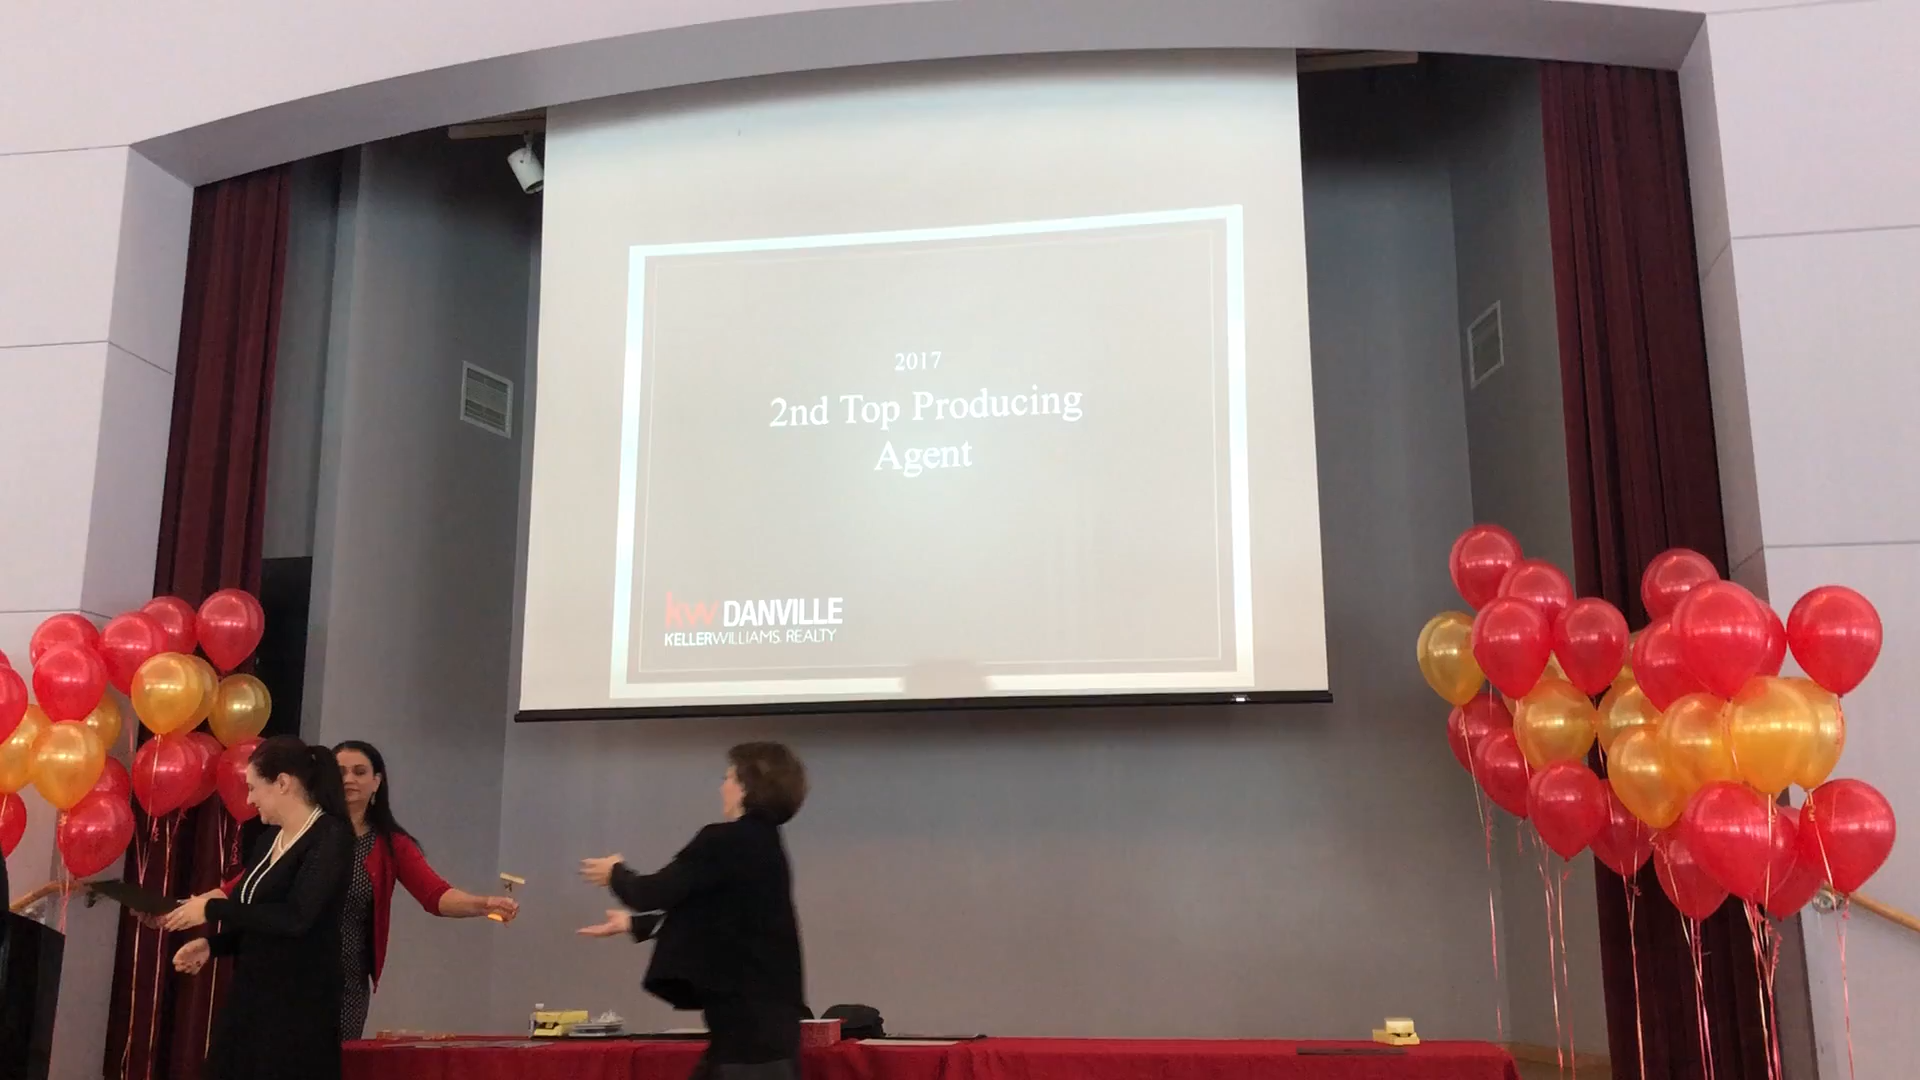 2017
2nd Top Producing
Agent
kw DANVILLE
KELLERWILLIAMS. REALTY